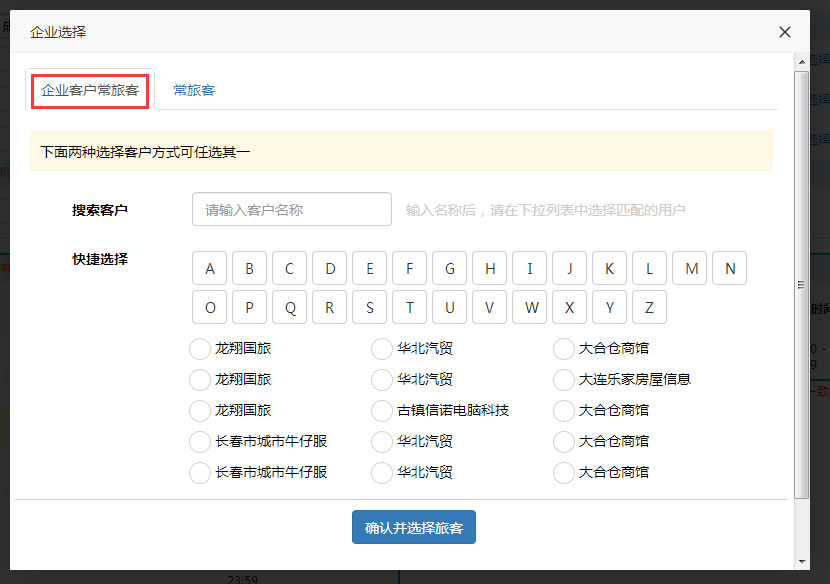 企业选择
企业客户常旅客 常旅客
下面两种选择客户方式可任选其一
搜索客户 请输入客户名称 输入名称后，请在下拉列表中选择匹配的用户
快捷选择 A B C D E F G H I J K L M N
O P Q R S T U V W X Y Z
龙翔国旅 华北汽贸 大合仓商馆
龙翔国旅 华北汽贸 大连乐家房屋信息
龙翔国旅 古镇信诺电脑科技 大合仓商馆
长春市城市牛仔服 华北汽贸 大合仓商馆
长春市城市牛仔服 华北汽贸 大合仓商馆
确认并选择旅客
23:59